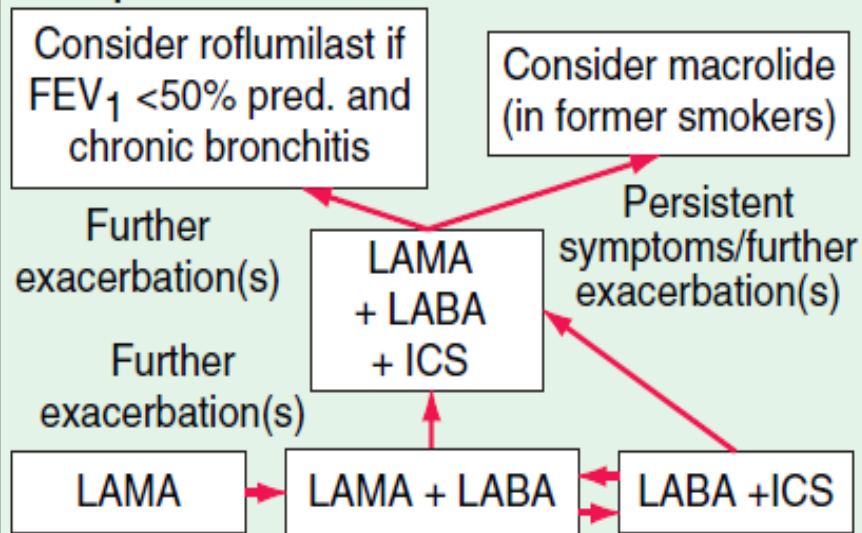 Consider roflumilast if
FEV1 <50% pred. and
chronic bronchitis
Consider macrolide
(in former smokers)
Further
exacerbation(s)
LAMA
+ LABA
+ ICS
Persistent
symptoms/further
exacerbation(s)
Further
exacerbation(s)
LAMA
LAMA + LABA
LABA +ICS